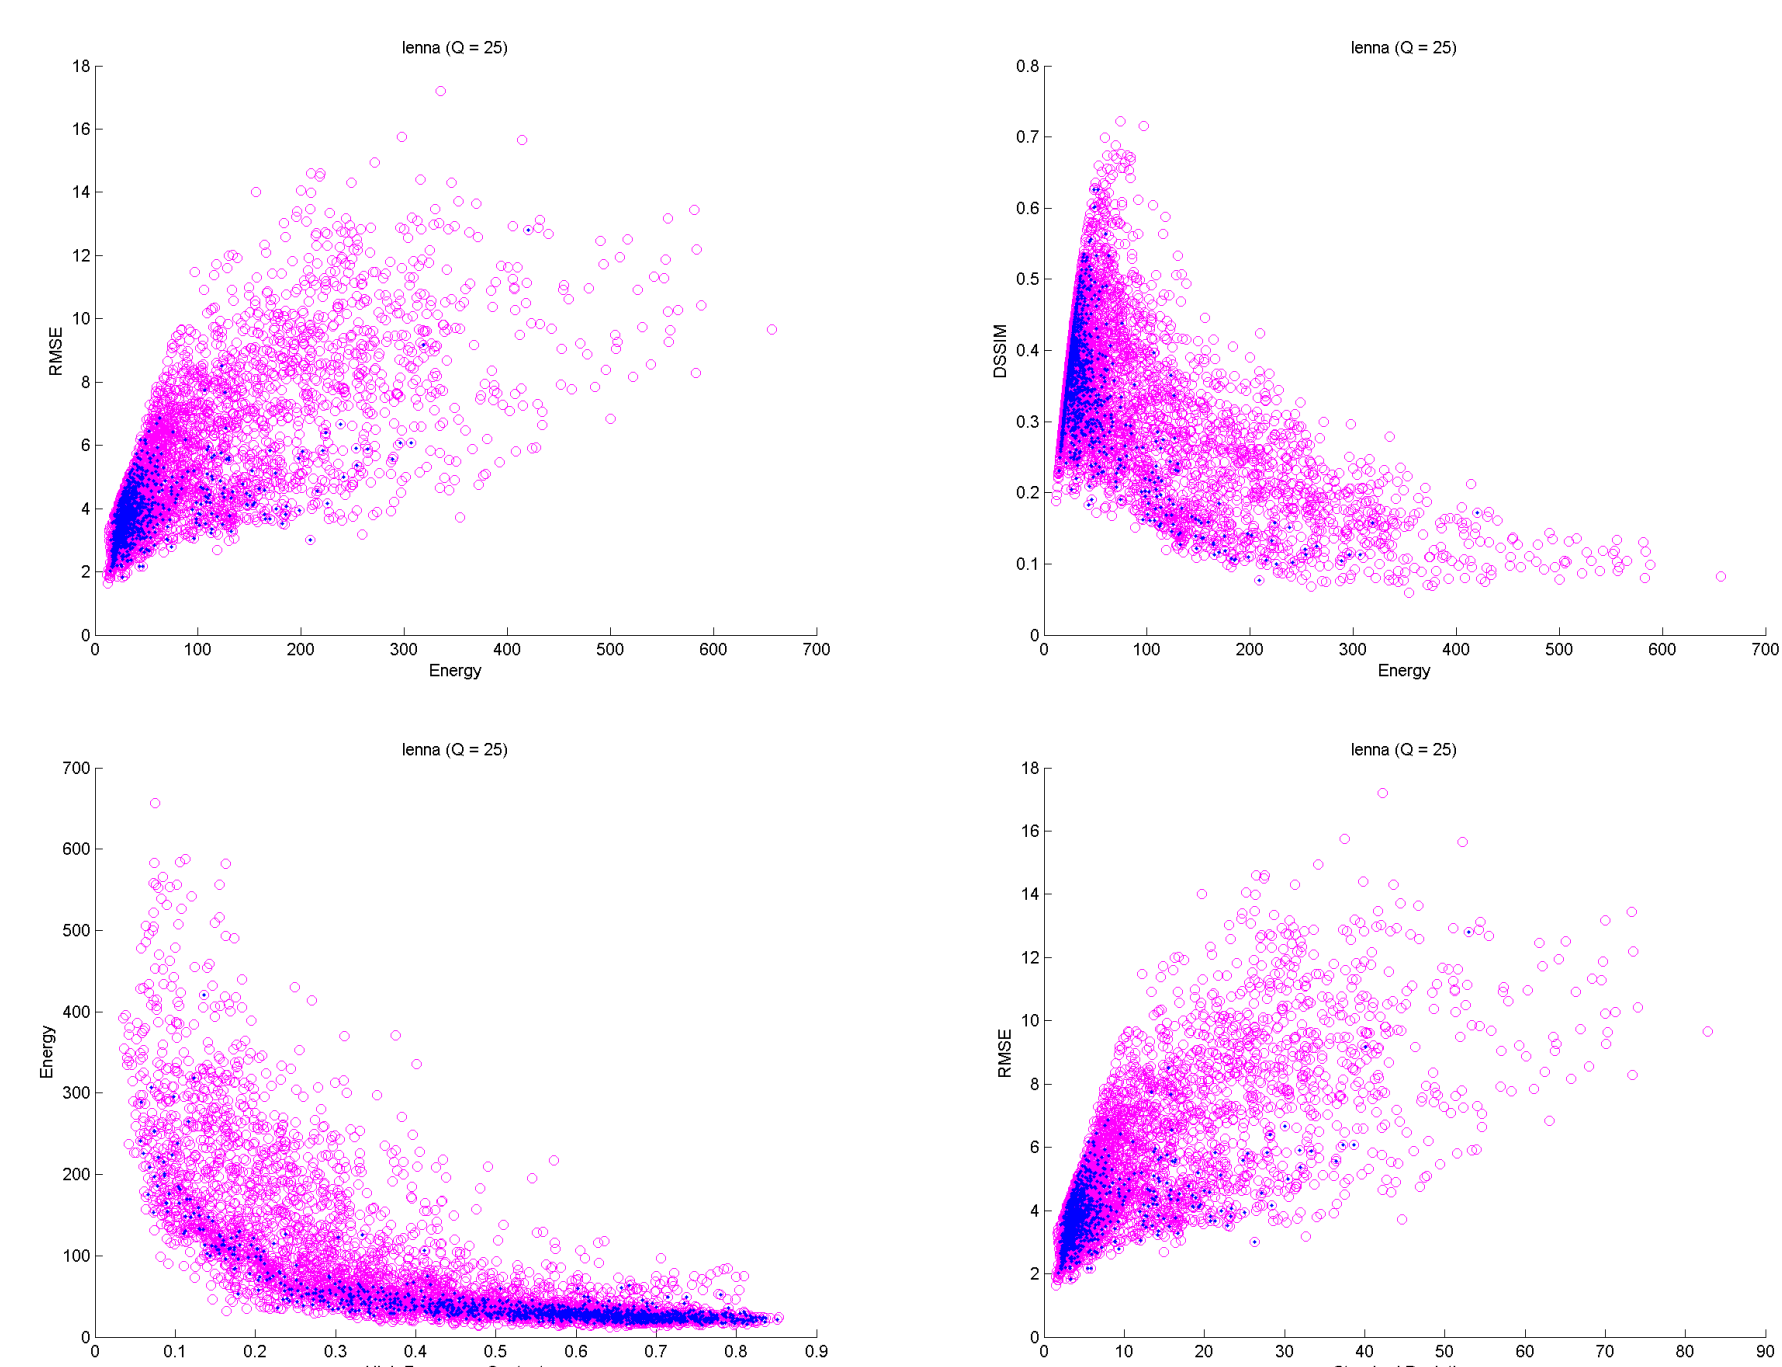 lenna (Q = 25)
18
16
14
12
10
8
6
4
2
0
RMSE
0 100 200 300 400 500 600 700
Energy
lenna (Q = 25)
0.8
0.7
0.6
0.5
0.4
0.3
0.2
0.1
0
DSSIM
0 100 200 300 400 500 600 700
Energy
lenna (Q = 25)
700
600
500
400
300
200
100
0
Energy
0 0.1 0.2 0.3 0.4 0.5 0.6 0.7 0.8 0.9
High Frequency Content
lenna (Q = 25)
18
16
14
12
10
8
6
4
2
0
RMSE
0 10 20 30 40 50 60 70 80 90
Standard Deviation